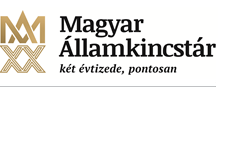 Magyar
Államkincstár
két évtizede, pontosan